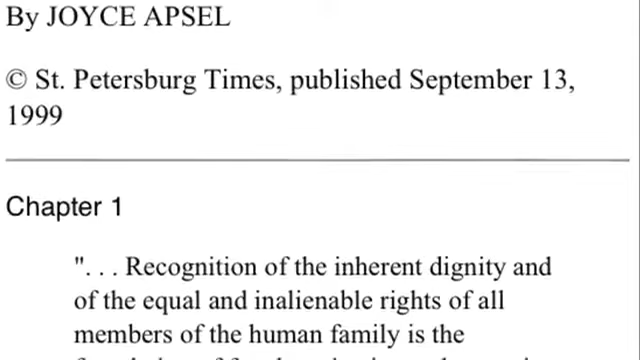 By JOYCE APSEL
© St. Petersburg Times, published September 13,
1999
Chapter 1
". . . Recognition of the inherent dignity and
of the equal and inalienable rights of all
members of the human family is the